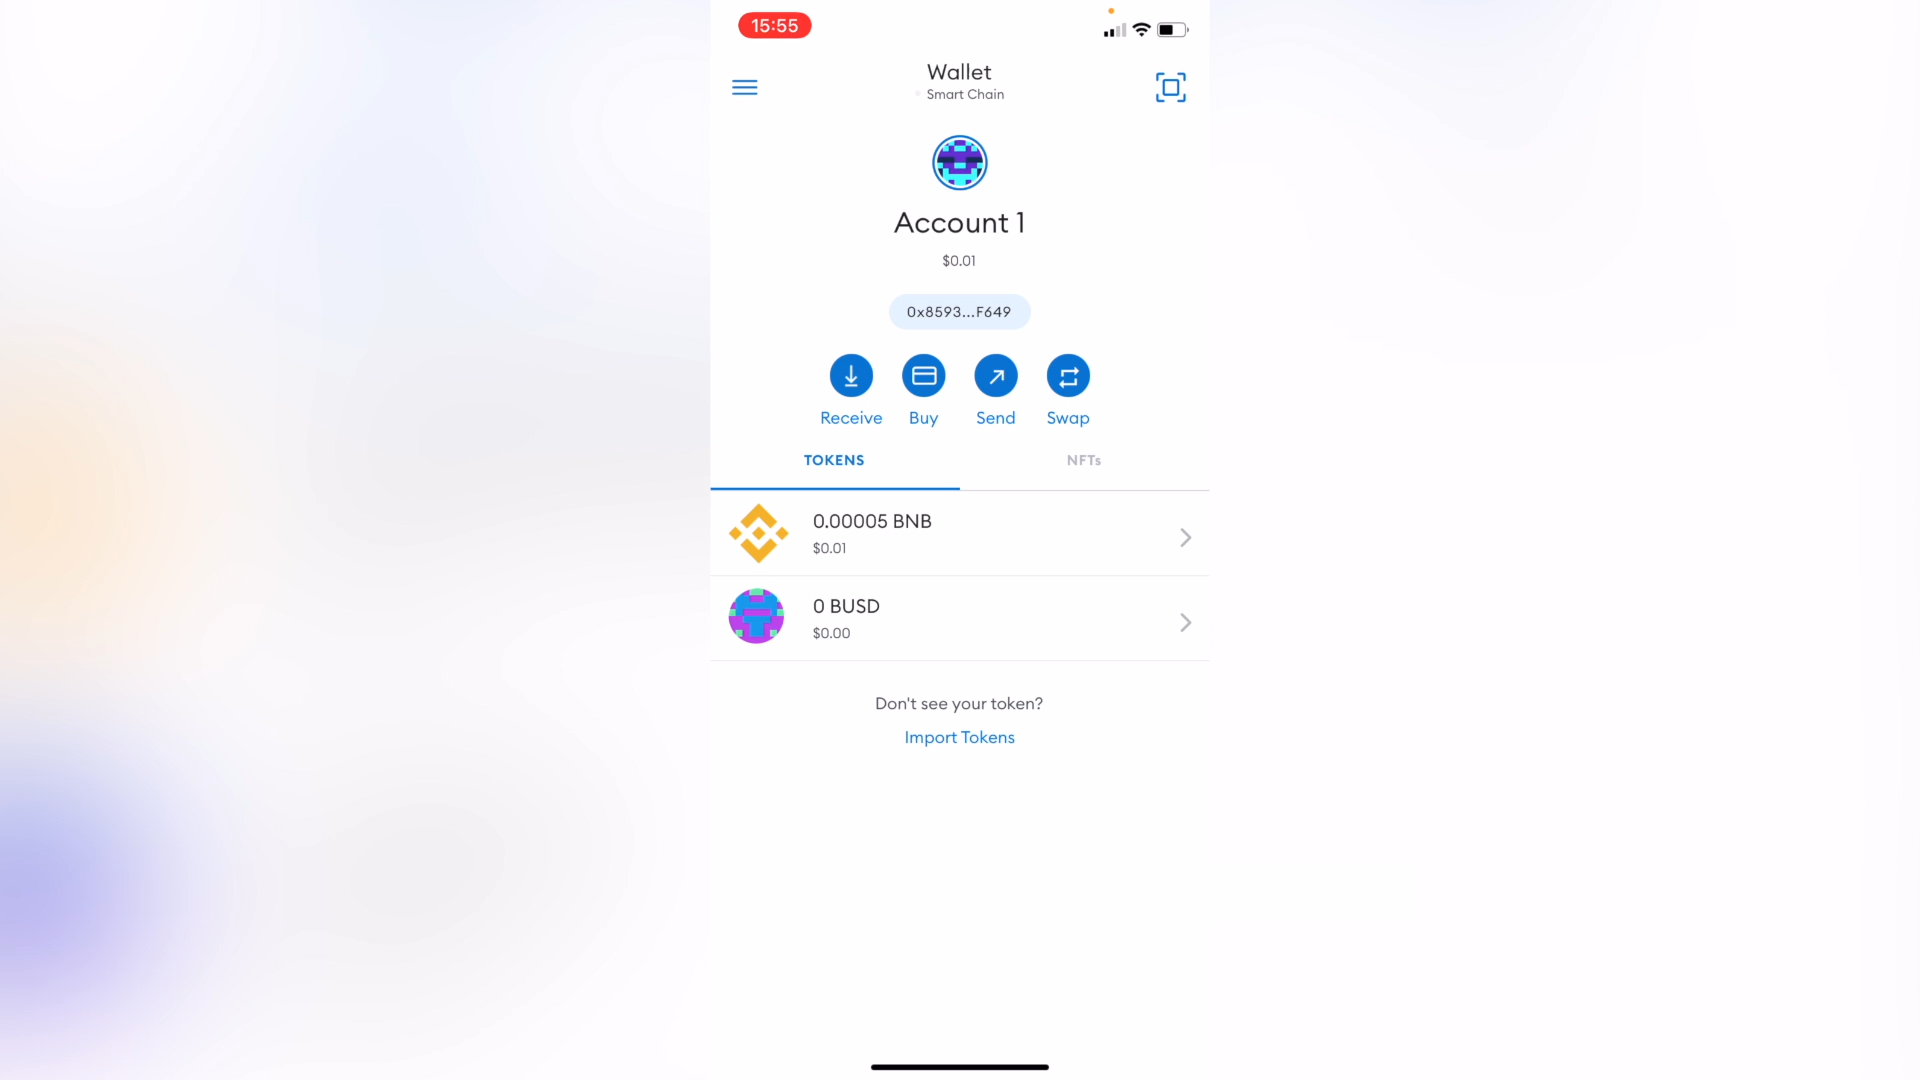 15:55
Wallet
Smart Chain
Account 1
$0.01
0x8593...F649
Receive Buy Send Swap
TOKENS NFTs
0.00005 BNB
$0.01
0 BUSD
$0.00
Don't see your token?
Import Tokens